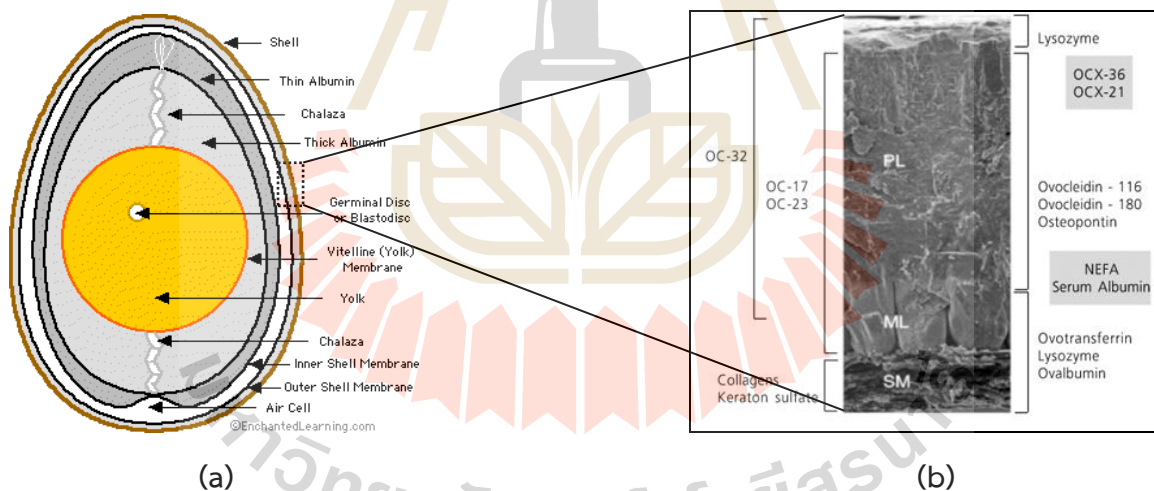 Shell
Thin Albumin
Chalaza
Thick Albumin
Germinal Disc
or Blastodisc
Vitelline (Yolk)
Membrane
Yolk
Chalaza
Inner Shell Membrane
Outer Shell Membrane
Air Cell
©EnchantedLearning.com
(a)
Lysozyme
OCX-36
OCX-21
OC-32
PL
OC-17
OC-23
Ovocleidin - 116
Ovocleidin - 180
Osteopontin
NEFA
Serum Albumin
ML
Ovotransferrin
Lysozyme
Ovalbumin
SM
Collagens
Keraton sulfate
(b)